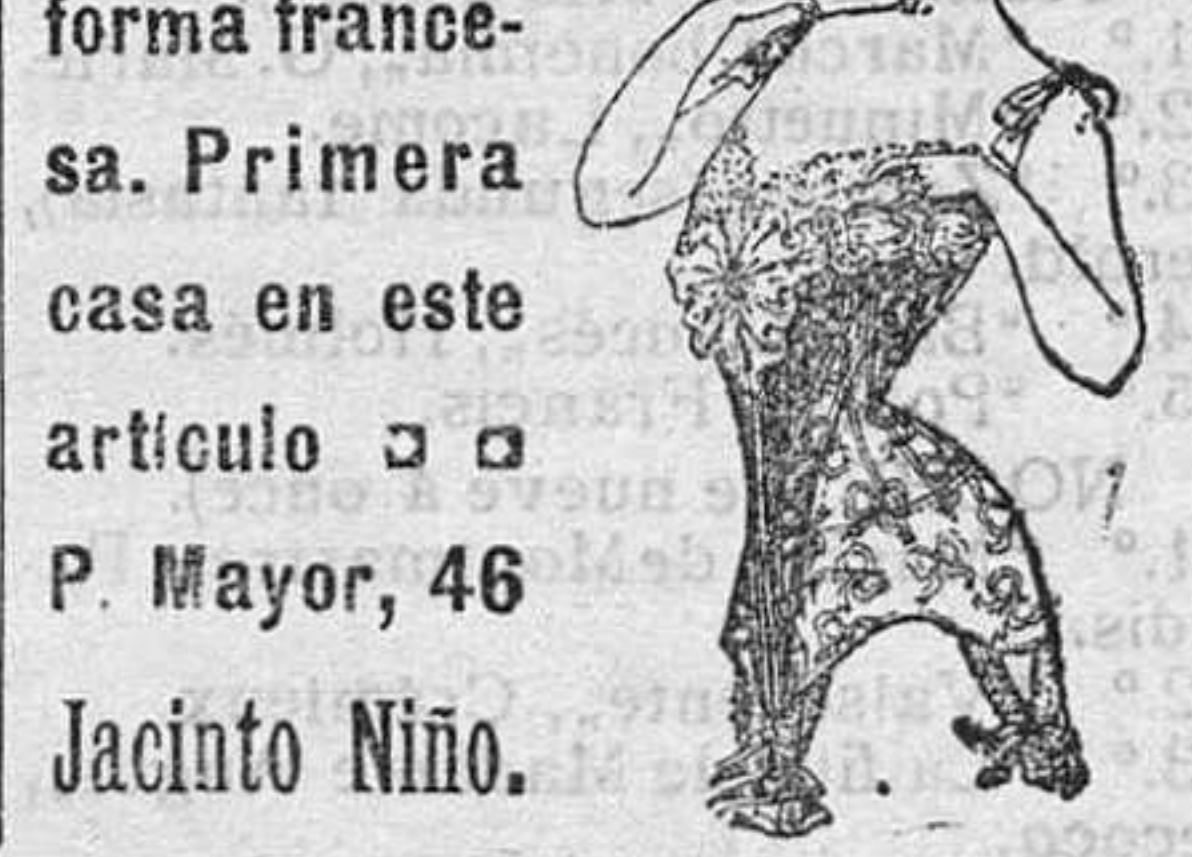 forma france-
sa. Primera
casa en este
artículo
P. Mayor, 46
Jacinto Niño.